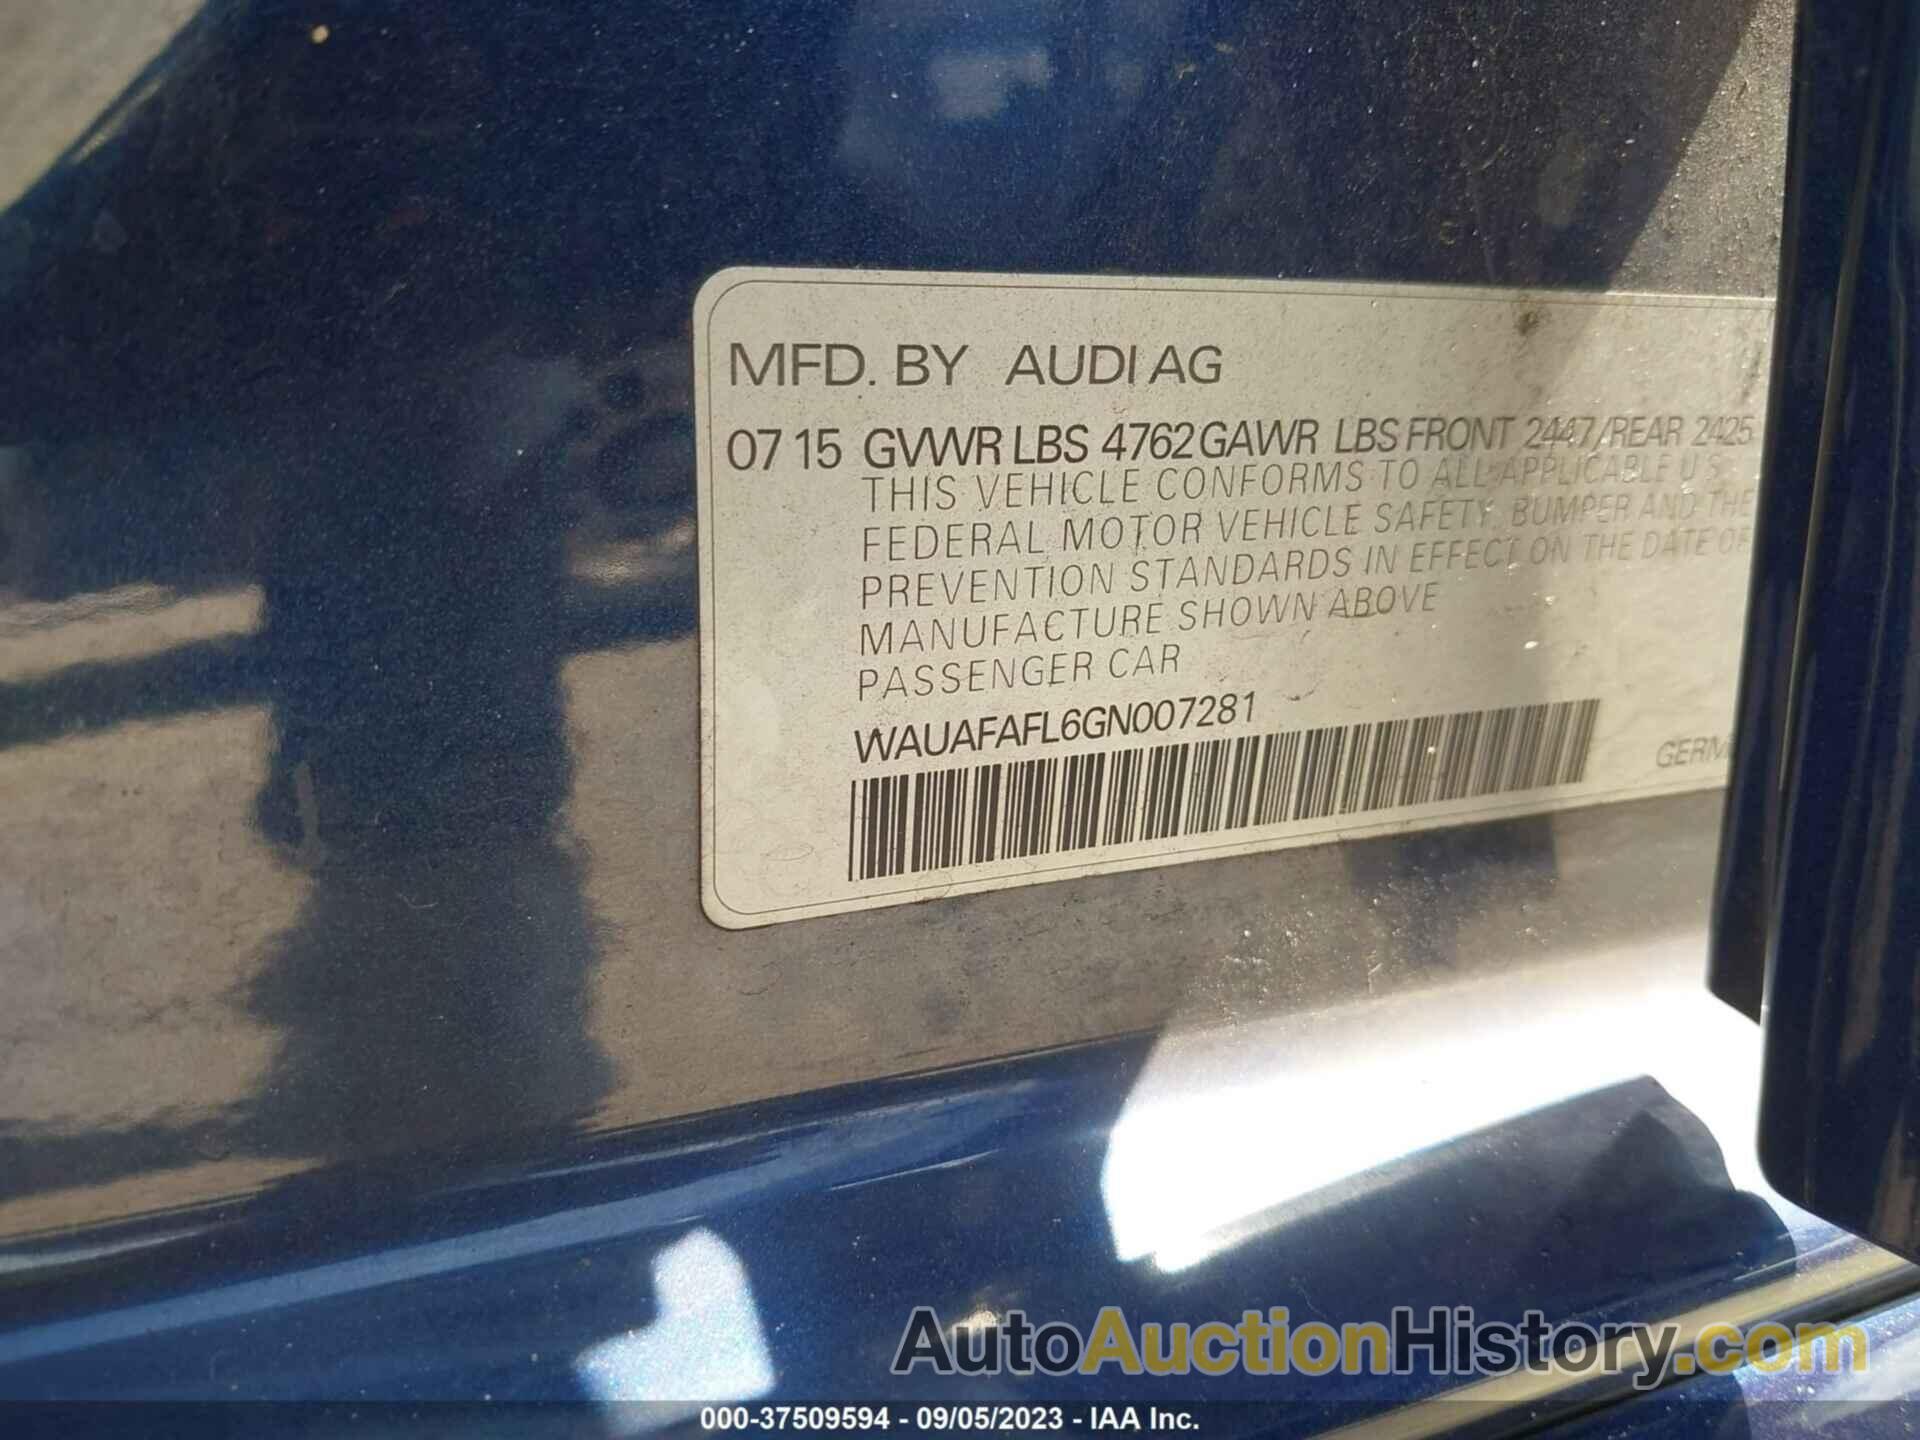 MFD. BY AUDI AG
07 15 GVWR LBS 4762 GAWR LBS FRONT 2447/REAR 2425
THIS VEHICLE CONFORMS TO ALL APPLICABLE U.S.
FEDERAL MOTOR VEHICLE SAFETY, BUMPER AND THE
PREVENTION STANDARDS IN EFFECT ON THE DATE OF
MANUFACTURE SHOWN ABOVE
PASSENGER CAR
WAUAFAFL6GN007281
GERM
AutoAuctionHistory.com
000-37509594 - 09/05/2023 - IAA Inc.